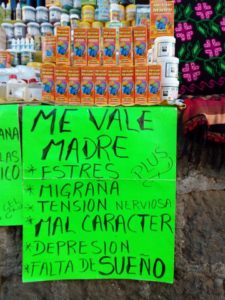 ME VALE
MADRE
PLUS
*ESTRES
*MIGRAÑA
*TENSION NERVIOSA
*MAL CARACTER
*DEPRESION
*FALTA DE SUEÑO